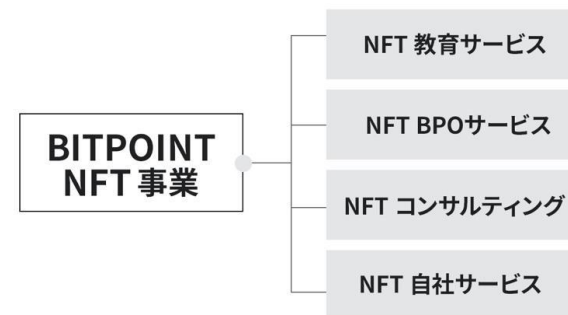 BITPOINT
NFT 事業
NFT 教育サービス
NFT BPOサービス
NFT コンサルティング
NFT 自社サービス